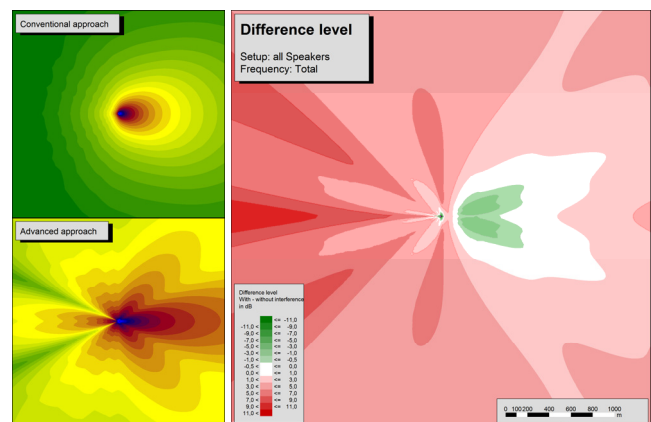 Conventional approach
Advanced approach
Difference level
Setup: all Speakers
Frequency: Total
Difference level
With - without interference
in dB
<= -11,0
-11,0 < <= -9,0
-9,0 < <= -7,0
-7,0 < <= -5,0
-5,0 < <= -3,0
-3,0 < <= -1,0
-1,0 < <= -0,5
-0,5 < <= 0,0
0,0 < <= 1,0
1,0 < <= 3,0
3,0 < <= 5,0
5,0 < <= 7,0
7,0 < <= 9,0
9,0 < <= 11,0
11,0 <
0 100 200 400 600 800 1000
m